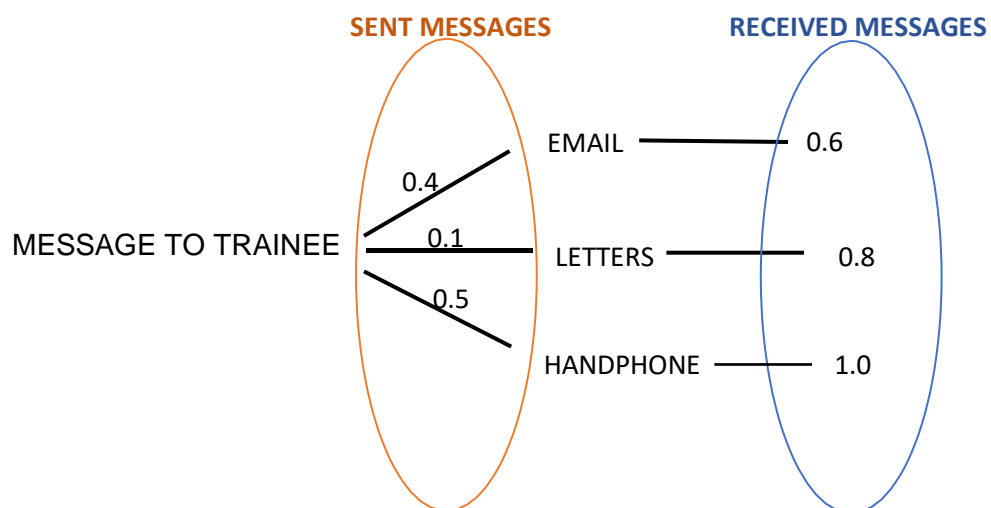 SENT MESSAGES
RECEIVED MESSAGES
EMAIL
0.6
0.4
MESSAGE TO TRAINEE
0.1
LETTERS
0.8
0.5
HANDPHONE
1.0